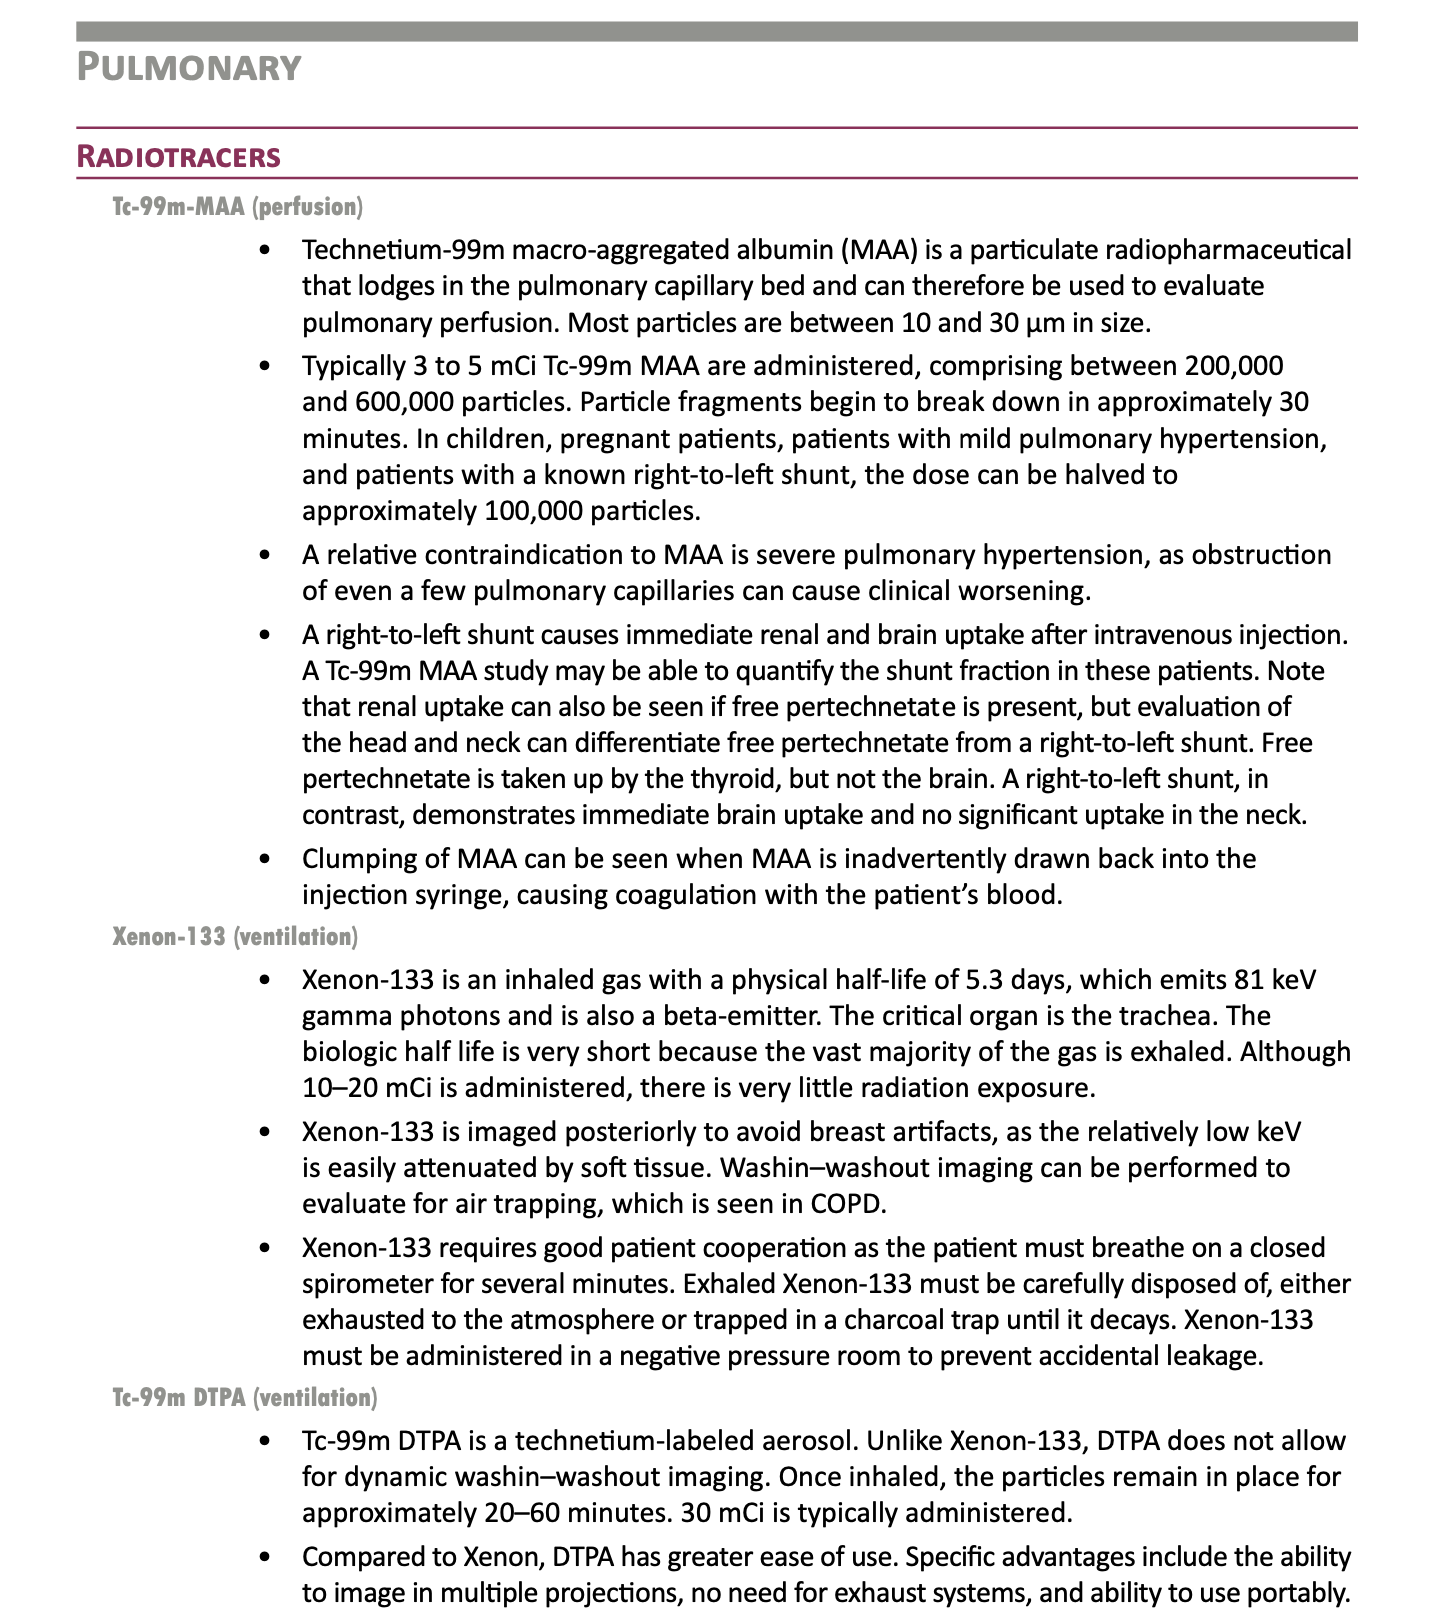 PULMONARY
RADIOTRACERS
Tc-99m-MAA (perfusion)
• Technetium-99m macro-aggregated albumin (MAA) is a particulate radiopharmaceutical
that lodges in the pulmonary capillary bed and can therefore be used to evaluate
pulmonary perfusion. Most particles are between 10 and 30 µm in size.
• Typically 3 to 5 mCi Tc-99m MAA are administered, comprising between 200,000
and 600,000 particles. Particle fragments begin to break down in approximately 30
minutes. In children, pregnant patients, patients with mild pulmonary hypertension,
and patients with a known right-to-left shunt, the dose can be halved to
approximately 100,000 particles.
• A relative contraindication to MAA is severe pulmonary hypertension, as obstruction
of even a few pulmonary capillaries can cause clinical worsening.
• A right-to-left shunt causes immediate renal and brain uptake after intravenous injection.
A Tc-99m MAA study may be able to quantify the shunt fraction in these patients. Note
that renal uptake can also be seen if free pertechnetate is present, but evaluation of
the head and neck can differentiate free pertechnetate from a right-to-left shunt. Free
pertechnetate is taken up by the thyroid, but not the brain. A right-to-left shunt, in
contrast, demonstrates immediate brain uptake and no significant uptake in the neck.
• Clumping of MAA can be seen when MAA is inadvertently drawn back into the
injection syringe, causing coagulation with the patient’s blood.
Xenon-133 (ventilation)
• Xenon-133 is an inhaled gas with a physical half-life of 5.3 days, which emits 81 keV
gamma photons and is also a beta-emitter. The critical organ is the trachea. The
biologic half life is very short because the vast majority of the gas is exhaled. Although
10–20 mCi is administered, there is very little radiation exposure.
• Xenon-133 is imaged posteriorly to avoid breast artifacts, as the relatively low keV
is easily attenuated by soft tissue. Washin–washout imaging can be performed to
evaluate for air trapping, which is seen in COPD.
• Xenon-133 requires good patient cooperation as the patient must breathe on a closed
spirometer for several minutes. Exhaled Xenon-133 must be carefully disposed of, either
exhausted to the atmosphere or trapped in a charcoal trap until it decays. Xenon-133
must be administered in a negative pressure room to prevent accidental leakage.
Tc-99m DTPA (ventilation)
• Tc-99m DTPA is a technetium-labeled aerosol. Unlike Xenon-133, DTPA does not allow
for dynamic washin–washout imaging. Once inhaled, the particles remain in place for
approximately 20–60 minutes. 30 mCi is typically administered.
• Compared to Xenon, DTPA has greater ease of use. Specific advantages include the ability
to image in multiple projections, no need for exhaust systems, and ability to use portably.